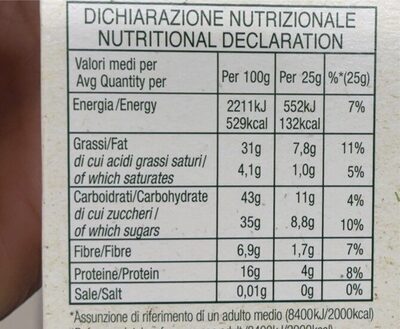 DICHIARAZIONE NUTRIZIONALE
NUTRITIONAL DECLARATION
Valori medi per
Avg Quantity per Per 100g Per 25g %*(25g)
Energia/Energy 2211kJ 552kJ 7%
529kcal 132kcal
Grassi/Fat 31g 7,8g 11%
di cui acidi grassi saturi/
of which saturates 4,1g 1,0g 5%
Carboidrati/Carbohydrate 43g 11g 4%
di cui zuccheri/
of which sugars 35g 8,8g 10%
Fibre/Fibre 6,9g 1,7g 7%
Proteine/Protein 16g 4g 8%
Sale/Salt 0,01g 0g 0%
*Assunzione di riferimento di un adulto medio (8400kJ/2000kcal)